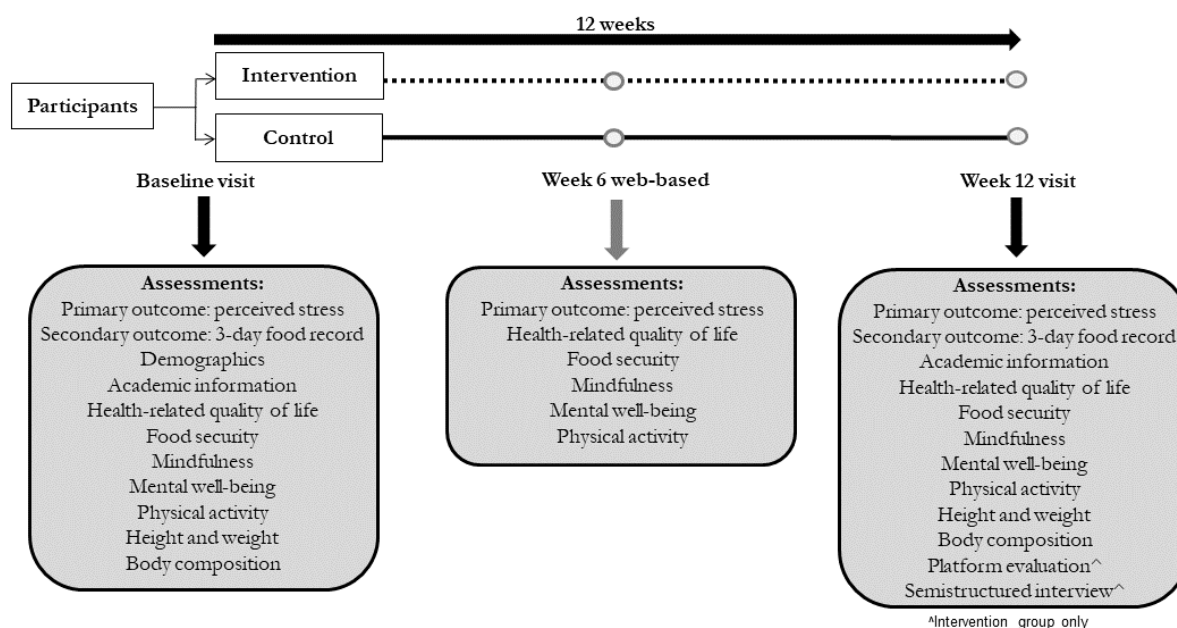 12 weeks
Intervention
Participants
Control
Baseline visit
Week 6 web-based
Week 12 visit
Assessments:
Primary outcome: perceived stress
Secondary outcome: 3-day food record
Demographics
Academic information
Health-related quality of life
Food security
Mindfulness
Mental well-being
Physical activity
Height and weight
Body composition
Assessments:
Primary outcome: perceived stress
Health-related quality of life
Food security
Mindfulness
Mental well-being
Physical activity
Assessments:
Primary outcome: perceived stress
Secondary outcome: 3-day food record
Academic information
Health-related quality of life
Food security
Mindfulness
Mental well-being
Physical activity
Height and weight
Body composition
Platform evaluation^
Semistructured interview^
^Intervention group only